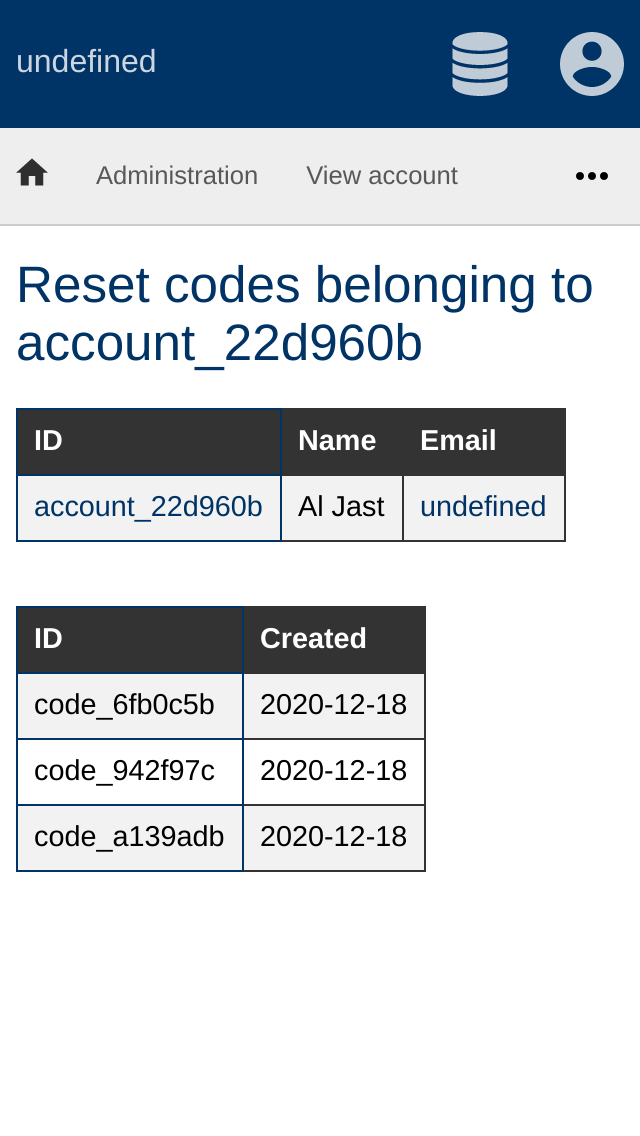 undefined
Administration View account
Reset codes belonging to
account_22d960b
ID Name Email
account_22d960b Al Jast undefined
ID Created
code_6fb0c5b 2020-12-18
code_942f97c 2020-12-18
code_a139adb 2020-12-18